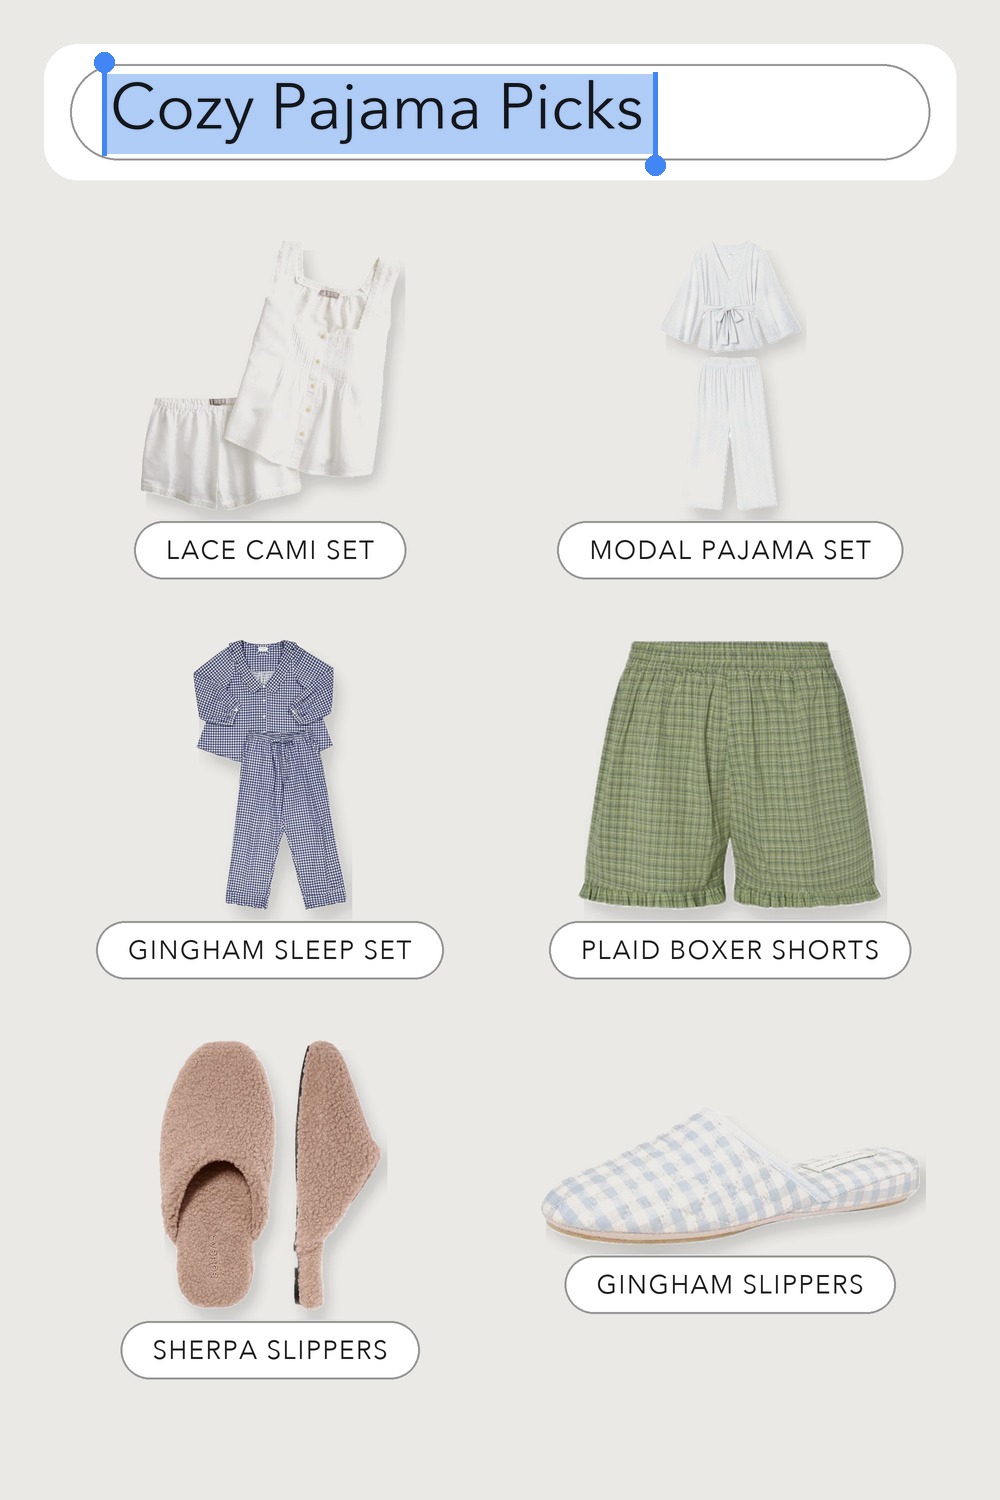 Cozy Pajama Picks
LACE CAMI SET
MODAL PAJAMA SET
GINGHAM SLEEP SET
PLAID BOXER SHORTS
SHERPA SLIPPERS
GINGHAM SLIPPERS